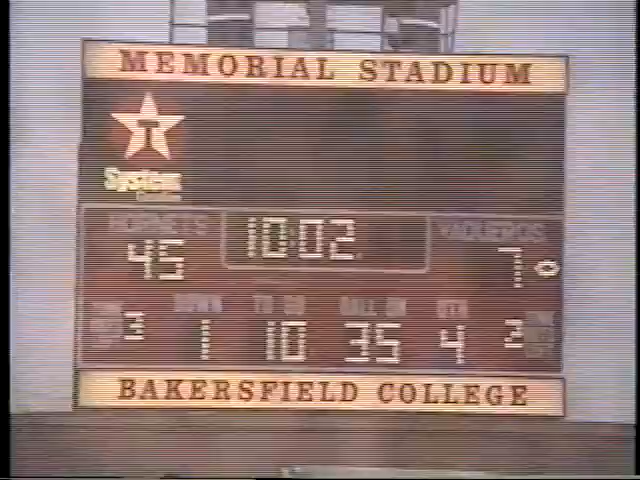 MEMORIAL STADIUM
T
System
HORNETS 10:02 VAQUEROS
45 7
DOWN TO GO BALL ON QTR
3 1 10 35 4 3
BAKERSFIELD COLLEGE